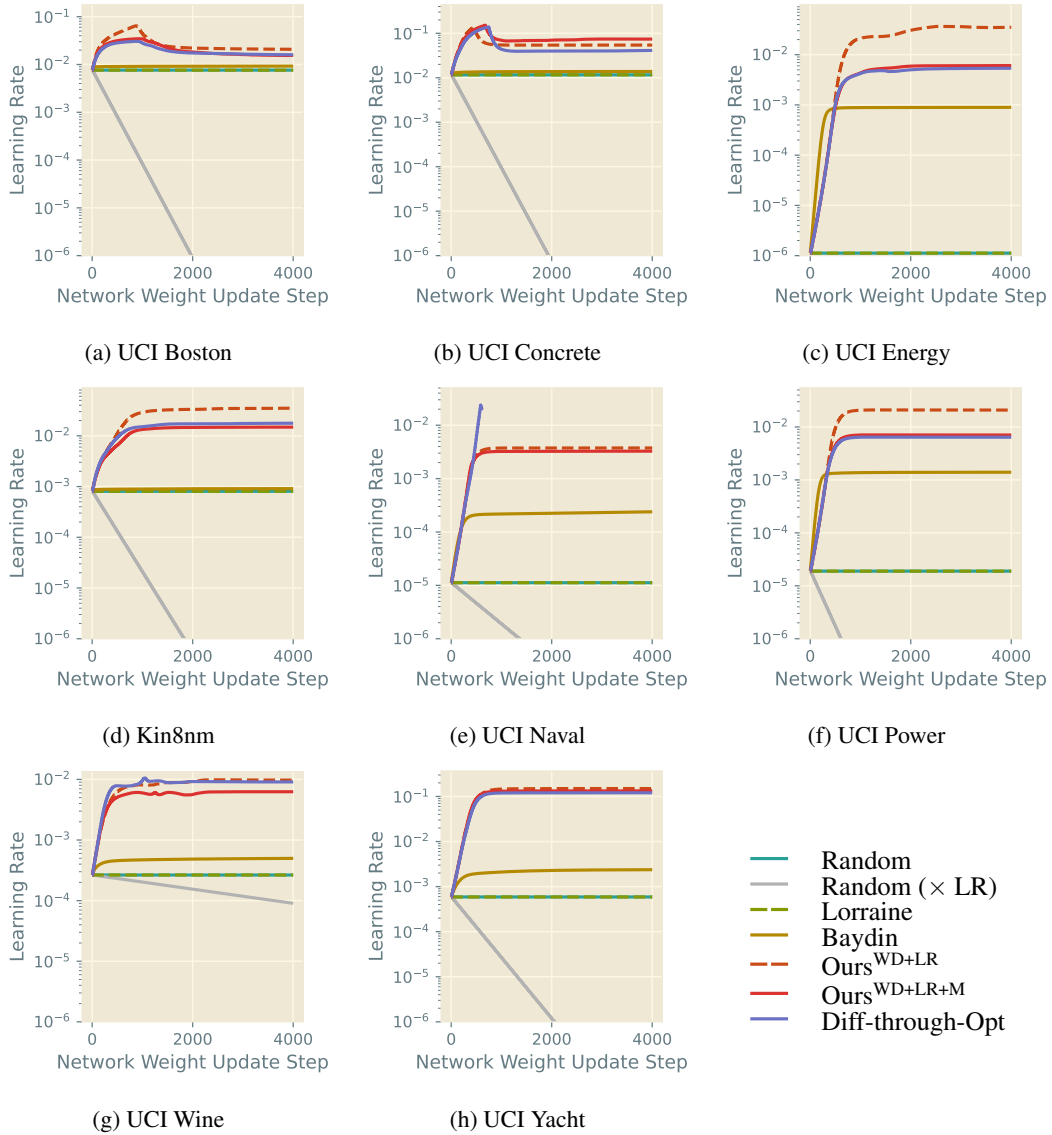 10⁻¹
10⁻²
10⁻³
10⁻⁴
10⁻⁵
10⁻⁶
Learning Rate
0 2000 4000
Network Weight Update Step
(a) UCI Boston
10⁻¹
10⁻²
10⁻³
10⁻⁴
10⁻⁵
10⁻⁶
Learning Rate
0 2000 4000
Network Weight Update Step
(b) UCI Concrete
10⁻²
10⁻³
10⁻⁴
10⁻⁵
10⁻⁶
Learning Rate
0 2000 4000
Network Weight Update Step
(c) UCI Energy
10⁻²
10⁻³
10⁻⁴
10⁻⁵
10⁻⁶
Learning Rate
0 2000 4000
Network Weight Update Step
(d) Kin8nm
10⁻²
10⁻³
10⁻⁴
10⁻⁵
10⁻⁶
Learning Rate
0 2000 4000
Network Weight Update Step
(e) UCI Naval
10⁻²
10⁻³
10⁻⁴
10⁻⁵
10⁻⁶
Learning Rate
0 2000 4000
Network Weight Update Step
(f) UCI Power
10⁻²
10⁻³
10⁻⁴
10⁻⁵
10⁻⁶
Learning Rate
0 2000 4000
Network Weight Update Step
(g) UCI Wine
10⁻¹
10⁻²
10⁻³
10⁻⁴
10⁻⁵
10⁻⁶
Learning Rate
0 2000 4000
Network Weight Update Step
(h) UCI Yacht
Random
Random (× LR)
Lorraine
Baydin
Ours^WD+LR
Ours^WD+LR+M
Diff-through-Opt